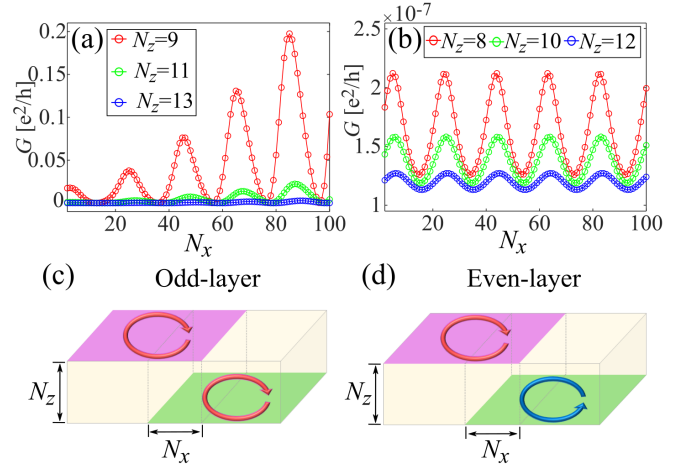 (a)
0.2
0.15
0.1
0.05
0
G [e²/h]
N_z=9
N_z=11
N_z=13
0 20 40 60 80 100
N_x
(b)
×10⁻⁷
2.5
2
1.5
1
G [e²/h]
N_z=8 N_z=10 N_z=12
20 40 60 80 100
N_x
(c) Odd-layer
N_z
N_x
(d) Even-layer
N_z
N_x